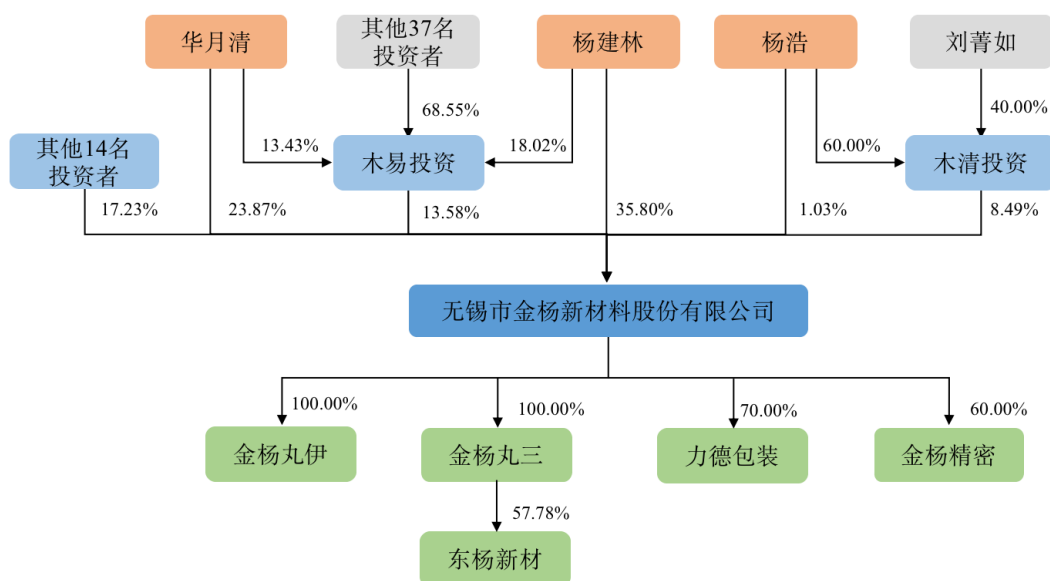 华月清
其他37名
投资者
杨建林
杨浩
刘菁如
68.55%
40.00%
其他14名
投资者
13.43%
木易投资
18.02%
60.00%
木清投资
17.23%
23.87%
13.58%
35.80%
1.03%
8.49%
无锡市金杨新材料股份有限公司
100.00%
100.00%
70.00%
60.00%
金杨丸伊
金杨丸三
力德包装
金杨精密
57.78%
东杨新材